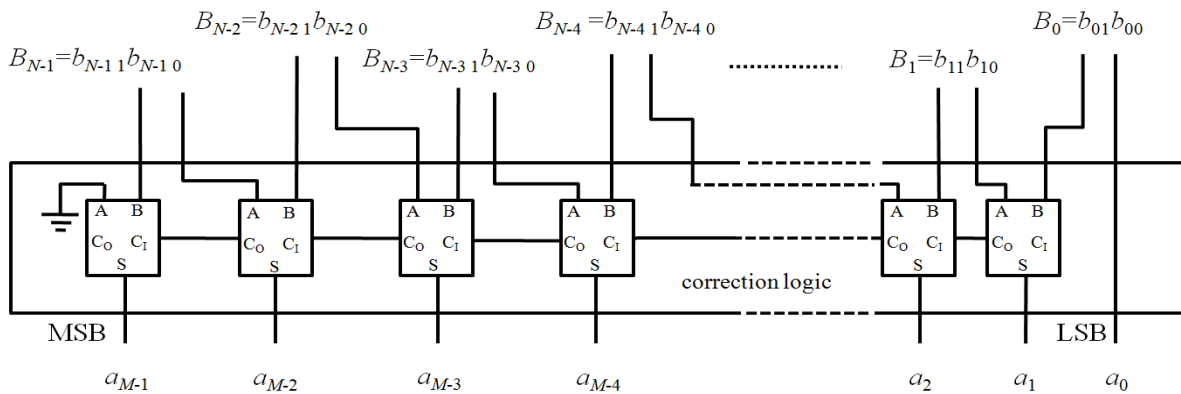 B_{N-2}=b_{N-2 1}b_{N-2 0} B_{N-4}=b_{N-4 1}b_{N-4 0} B_0=b_{01}b_{00}
B_{N-1}=b_{N-1 1}b_{N-1 0} B_{N-3}=b_{N-3 1}b_{N-3 0} B_1=b_{11}b_{10}
A B A B A B A B A B A B
C_O C_I C_O C_I C_O C_I C_O C_I C_O C_I C_O C_I
S S S S S S
correction logic
MSB LSB
a_{M-1} a_{M-2} a_{M-3} a_{M-4} a_2 a_1 a_0